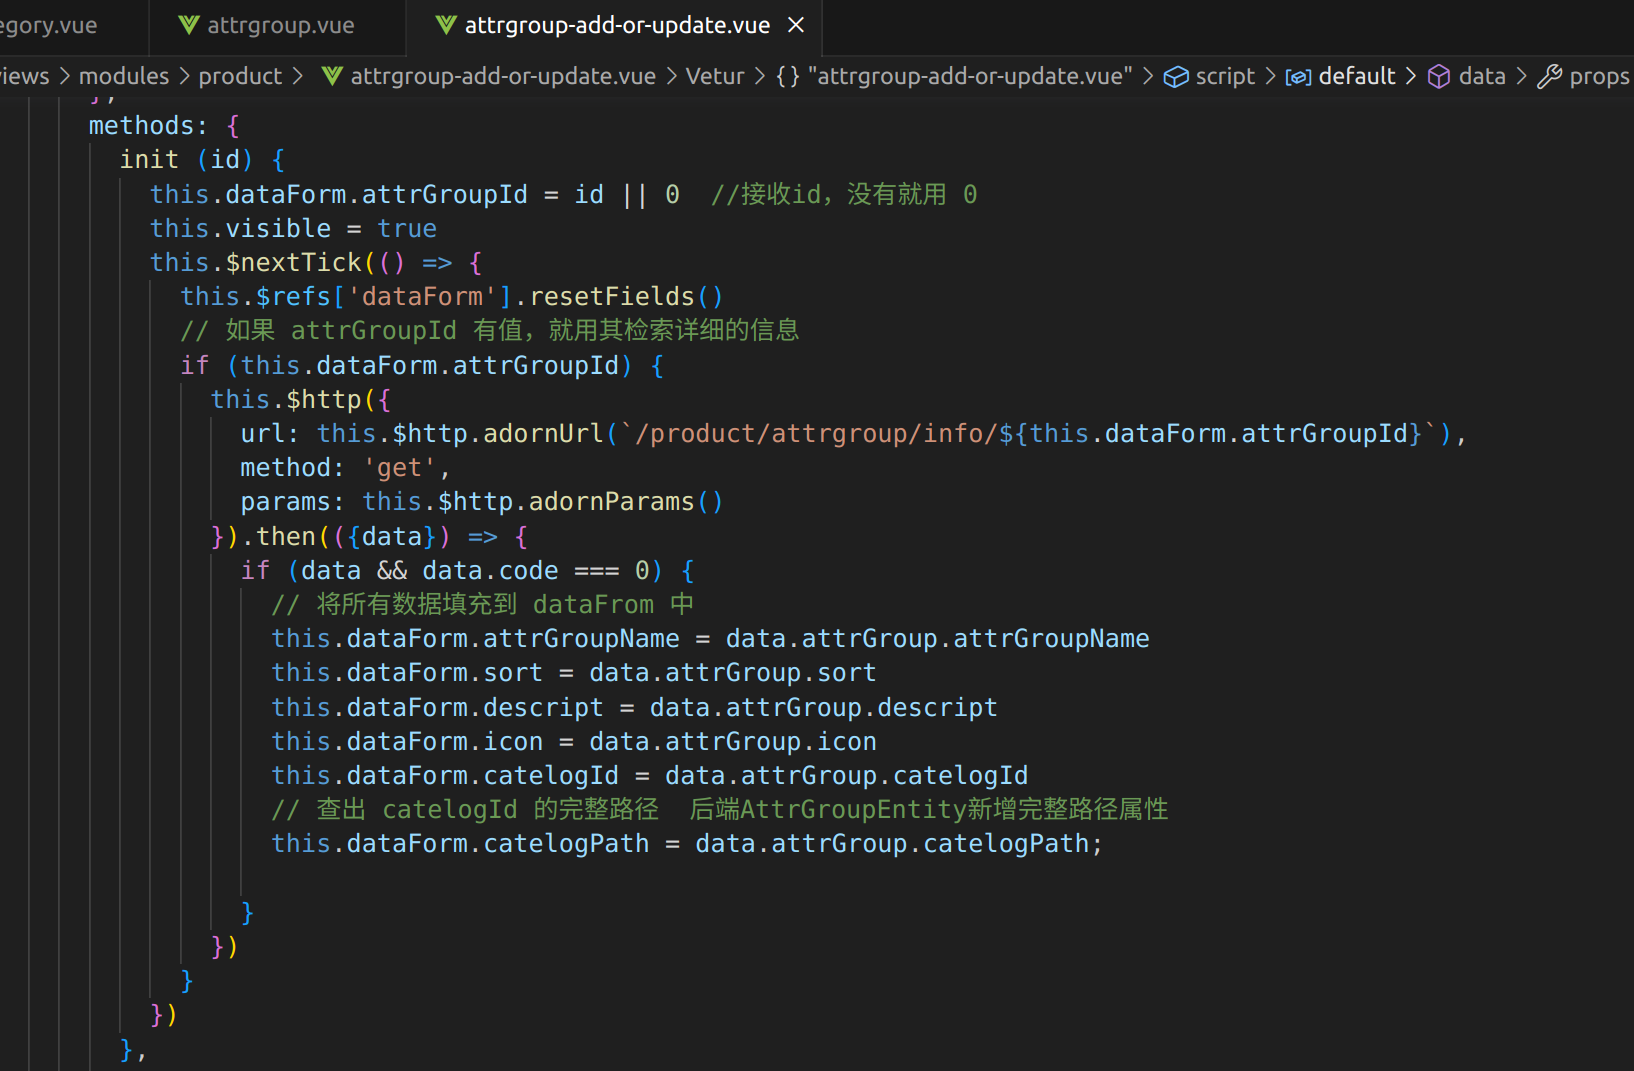 egory.vue attrgroup.vue attrgroup-add-or-update.vue ×
iews > modules > product > attrgroup-add-or-update.vue > Vetur > {} "attrgroup-add-or-update.vue" > script > default > data > props
},
methods: {
init (id) {
this.dataForm.attrGroupId = id || 0 //接收id，没有就用 0
this.visible = true
this.$nextTick(() => {
this.$refs['dataForm'].resetFields()
// 如果 attrGroupId 有值，就用其检索详细的信息
if (this.dataForm.attrGroupId) {
this.$http({
url: this.$http.adornUrl(`/product/attrgroup/info/${this.dataForm.attrGroupId}`),
method: 'get',
params: this.$http.adornParams()
}).then(({data}) => {
if (data && data.code === 0) {
// 将所有数据填充到 dataFrom 中
this.dataForm.attrGroupName = data.attrGroup.attrGroupName
this.dataForm.sort = data.attrGroup.sort
this.dataForm.descript = data.attrGroup.descript
this.dataForm.icon = data.attrGroup.icon
this.dataForm.catelogId = data.attrGroup.catelogId
// 查出 catelogId 的完整路径  后端AttrGroupEntity新增完整路径属性
this.dataForm.catelogPath = data.attrGroup.catelogPath;
}
})
}
})
},